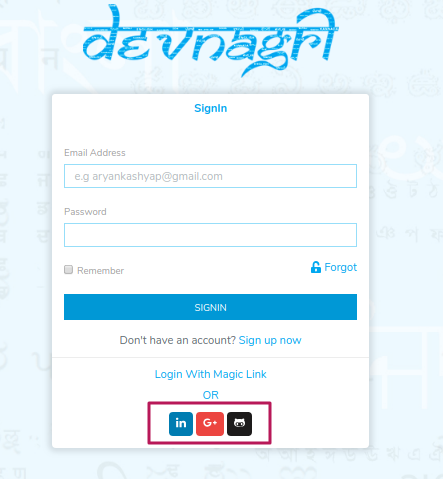 devnagri
SignIn
Email Address
e.g aryankashyap@gmail.com
Password
Remember
Forgot
SIGNIN
Don't have an account? Sign up now
Login With Magic Link
OR
in G+